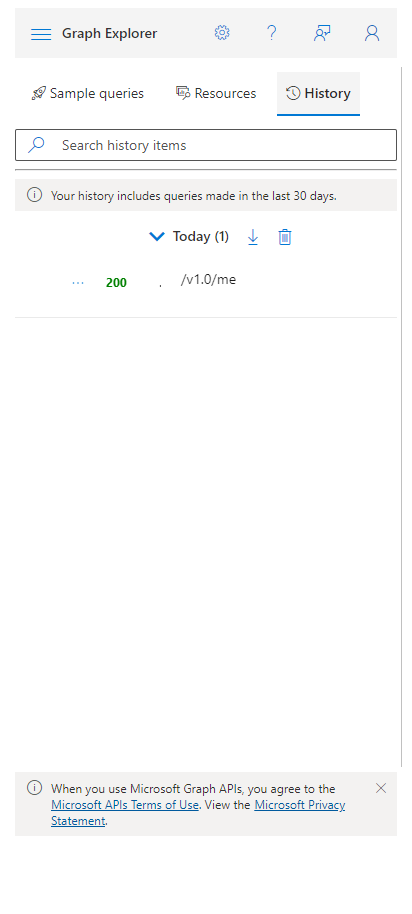 Graph Explorer
Sample queries Resources History
Search history items
Your history includes queries made in the last 30 days.
Today (1)
... 200 . /v1.0/me
When you use Microsoft Graph APIs, you agree to the
Microsoft APIs Terms of Use. View the Microsoft Privacy
Statement.